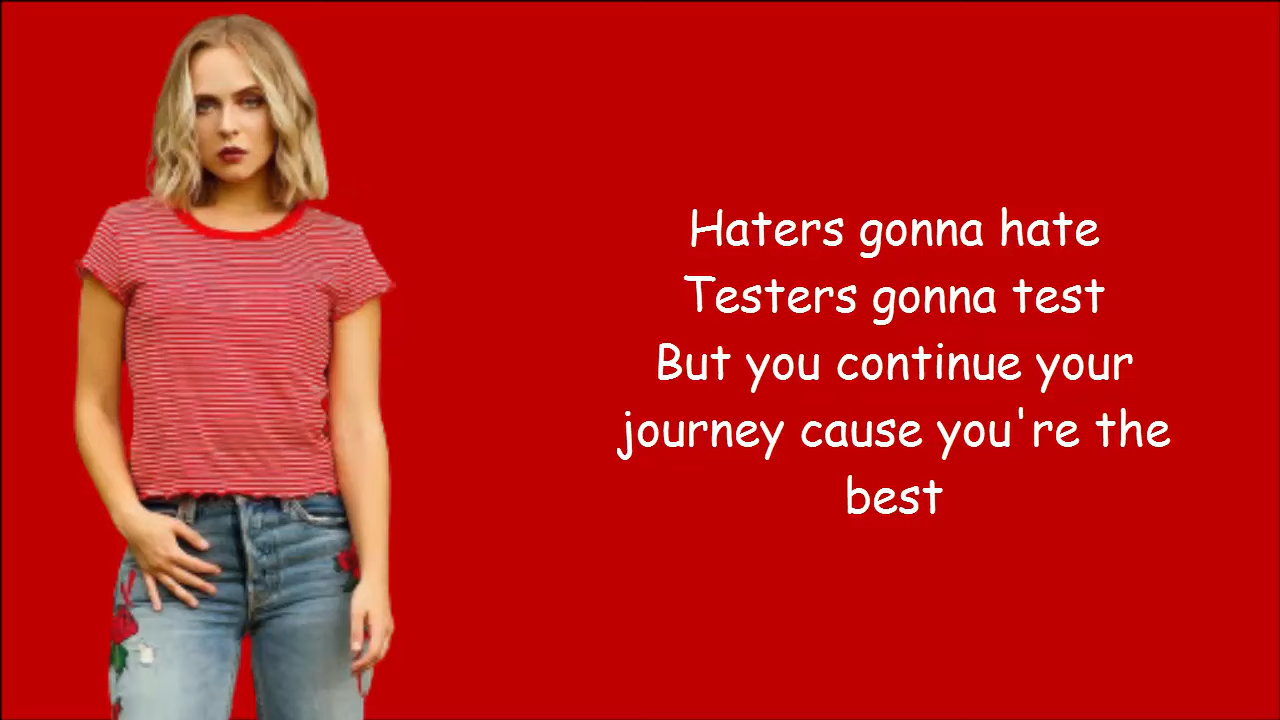 Haters gonna hate
Testers gonna test
But you continue your
journey cause you're the
best